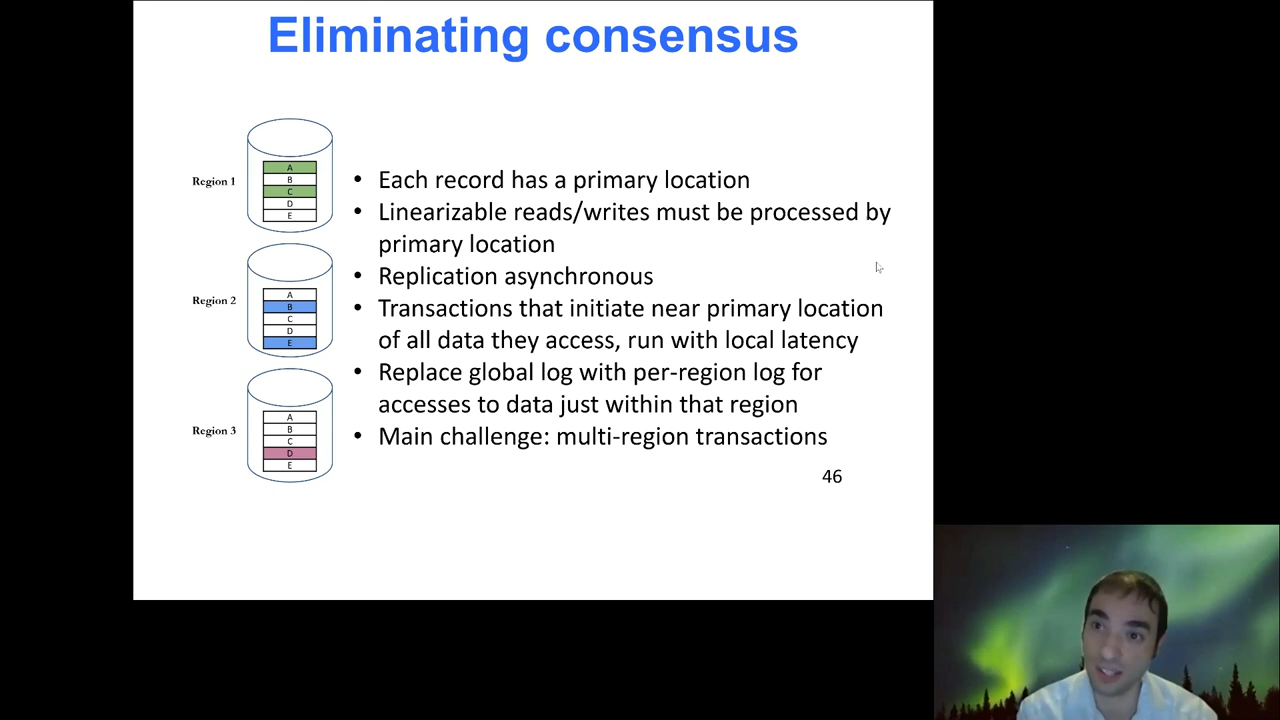 Eliminating consensus
Region 1
A
B
C
D
E
Region 2
A
B
C
D
E
Region 3
A
B
C
D
E
• Each record has a primary location
• Linearizable reads/writes must be processed by
primary location
• Replication asynchronous
• Transactions that initiate near primary location
of all data they access, run with local latency
• Replace global log with per-region log for
accesses to data just within that region
• Main challenge: multi-region transactions
46